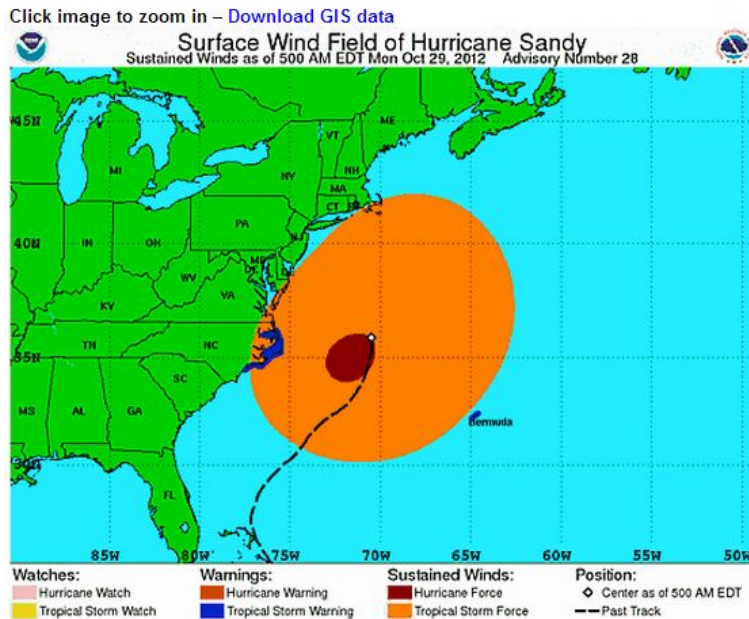 Click image to zoom in – Download GIS data
Surface Wind Field of Hurricane Sandy
Sustained Winds as of 500 AM EDT Mon Oct 29, 2012 Advisory Number 28
45N
ME
VT
NH
MI
NY
MA
CT
PA
40N
IN
OH
NJ
MD
WV
DE
VA
KY
TN
NC
35N
SC
MS
AL
GA
Bermuda
30N
FL
85W 80W 75W 70W 65W 60W 55W 50W
Watches: Warnings: Sustained Winds: Position:
Hurricane Watch Hurricane Warning Hurricane Force Center as of 500 AM EDT
Tropical Storm Watch Tropical Storm Warning Tropical Storm Force Past Track